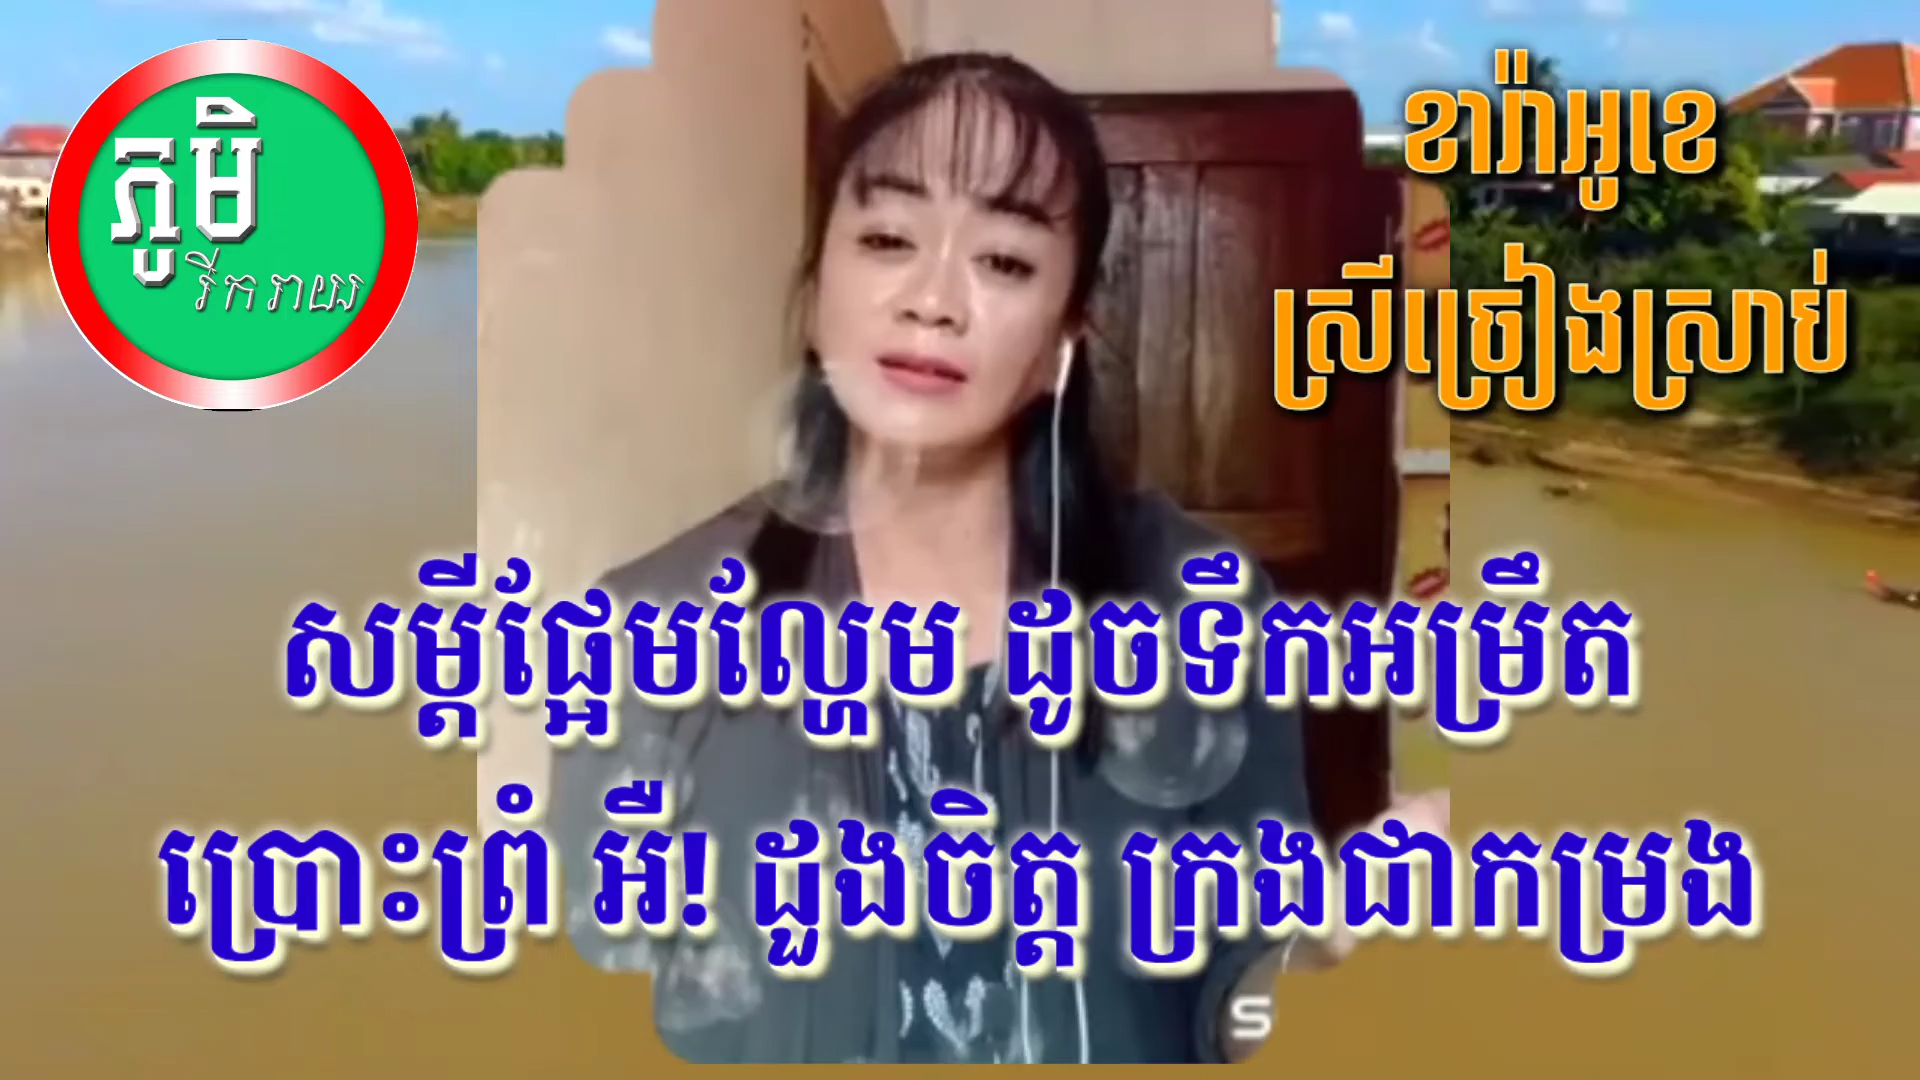 ភូមិ
រីករាយ
ខារ៉ាអូខេ
ស្រីច្រៀងស្រាប់
សម្ដីផ្អែមល្ហែម ដូចទឹកអម្រឹត
ប្រោះព្រំ អឺ! ដួងចិត្ត ក្រងជាកម្រង
S